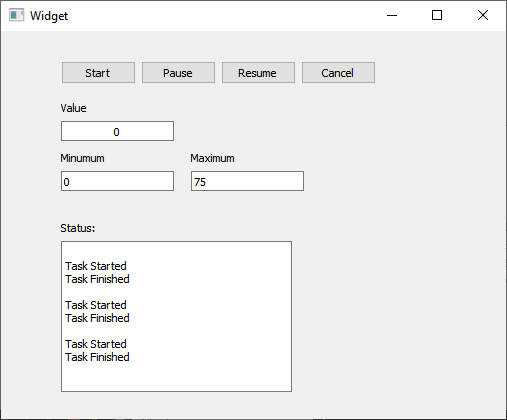 Widget
Start Pause Resume Cancel
Value
0
Minumum Maximum
0 75
Status:
Task Started
Task Finished
Task Started
Task Finished
Task Started
Task Finished